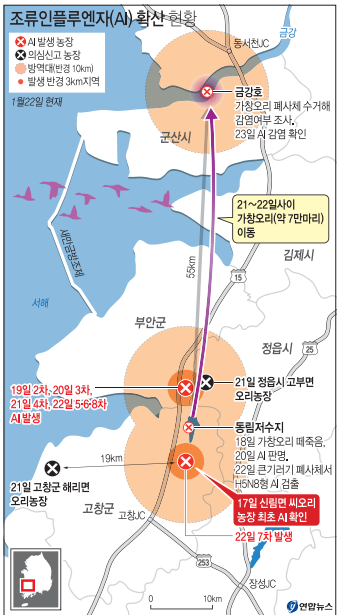 조류인플루엔자(AI) 확산 현황
AI 발생 농장
의심신고 농장
방역대(반경 10km)
발생 반경 3km지역
1월22일 현재
동서천JC
금강
금강호
가창오리 폐사체 수거해
감염여부 조사,
23일 AI 감염 확인
군산시
21~22일사이
가창오리(약 7만마리)
이동
새만금방조제
55km
김제시
15
서해
부안군
정읍시
25
19일 2차, 20일 3차,
21일 4차, 22일 5·6·8차
AI 발생
21일 정읍시 고부면
오리농장
동림저수지
18일 가창오리 떼죽음,
20일 AI 판명,
22일 큰기러기 폐사체서
H5N8형 AI 검출
19km
21일 고창군 해리면
오리농장
17일 신림면 씨오리
농장 최초 AI 확인
고창군
고창JC
22일 7차 발생
253
장성JC
0 10km
연합뉴스